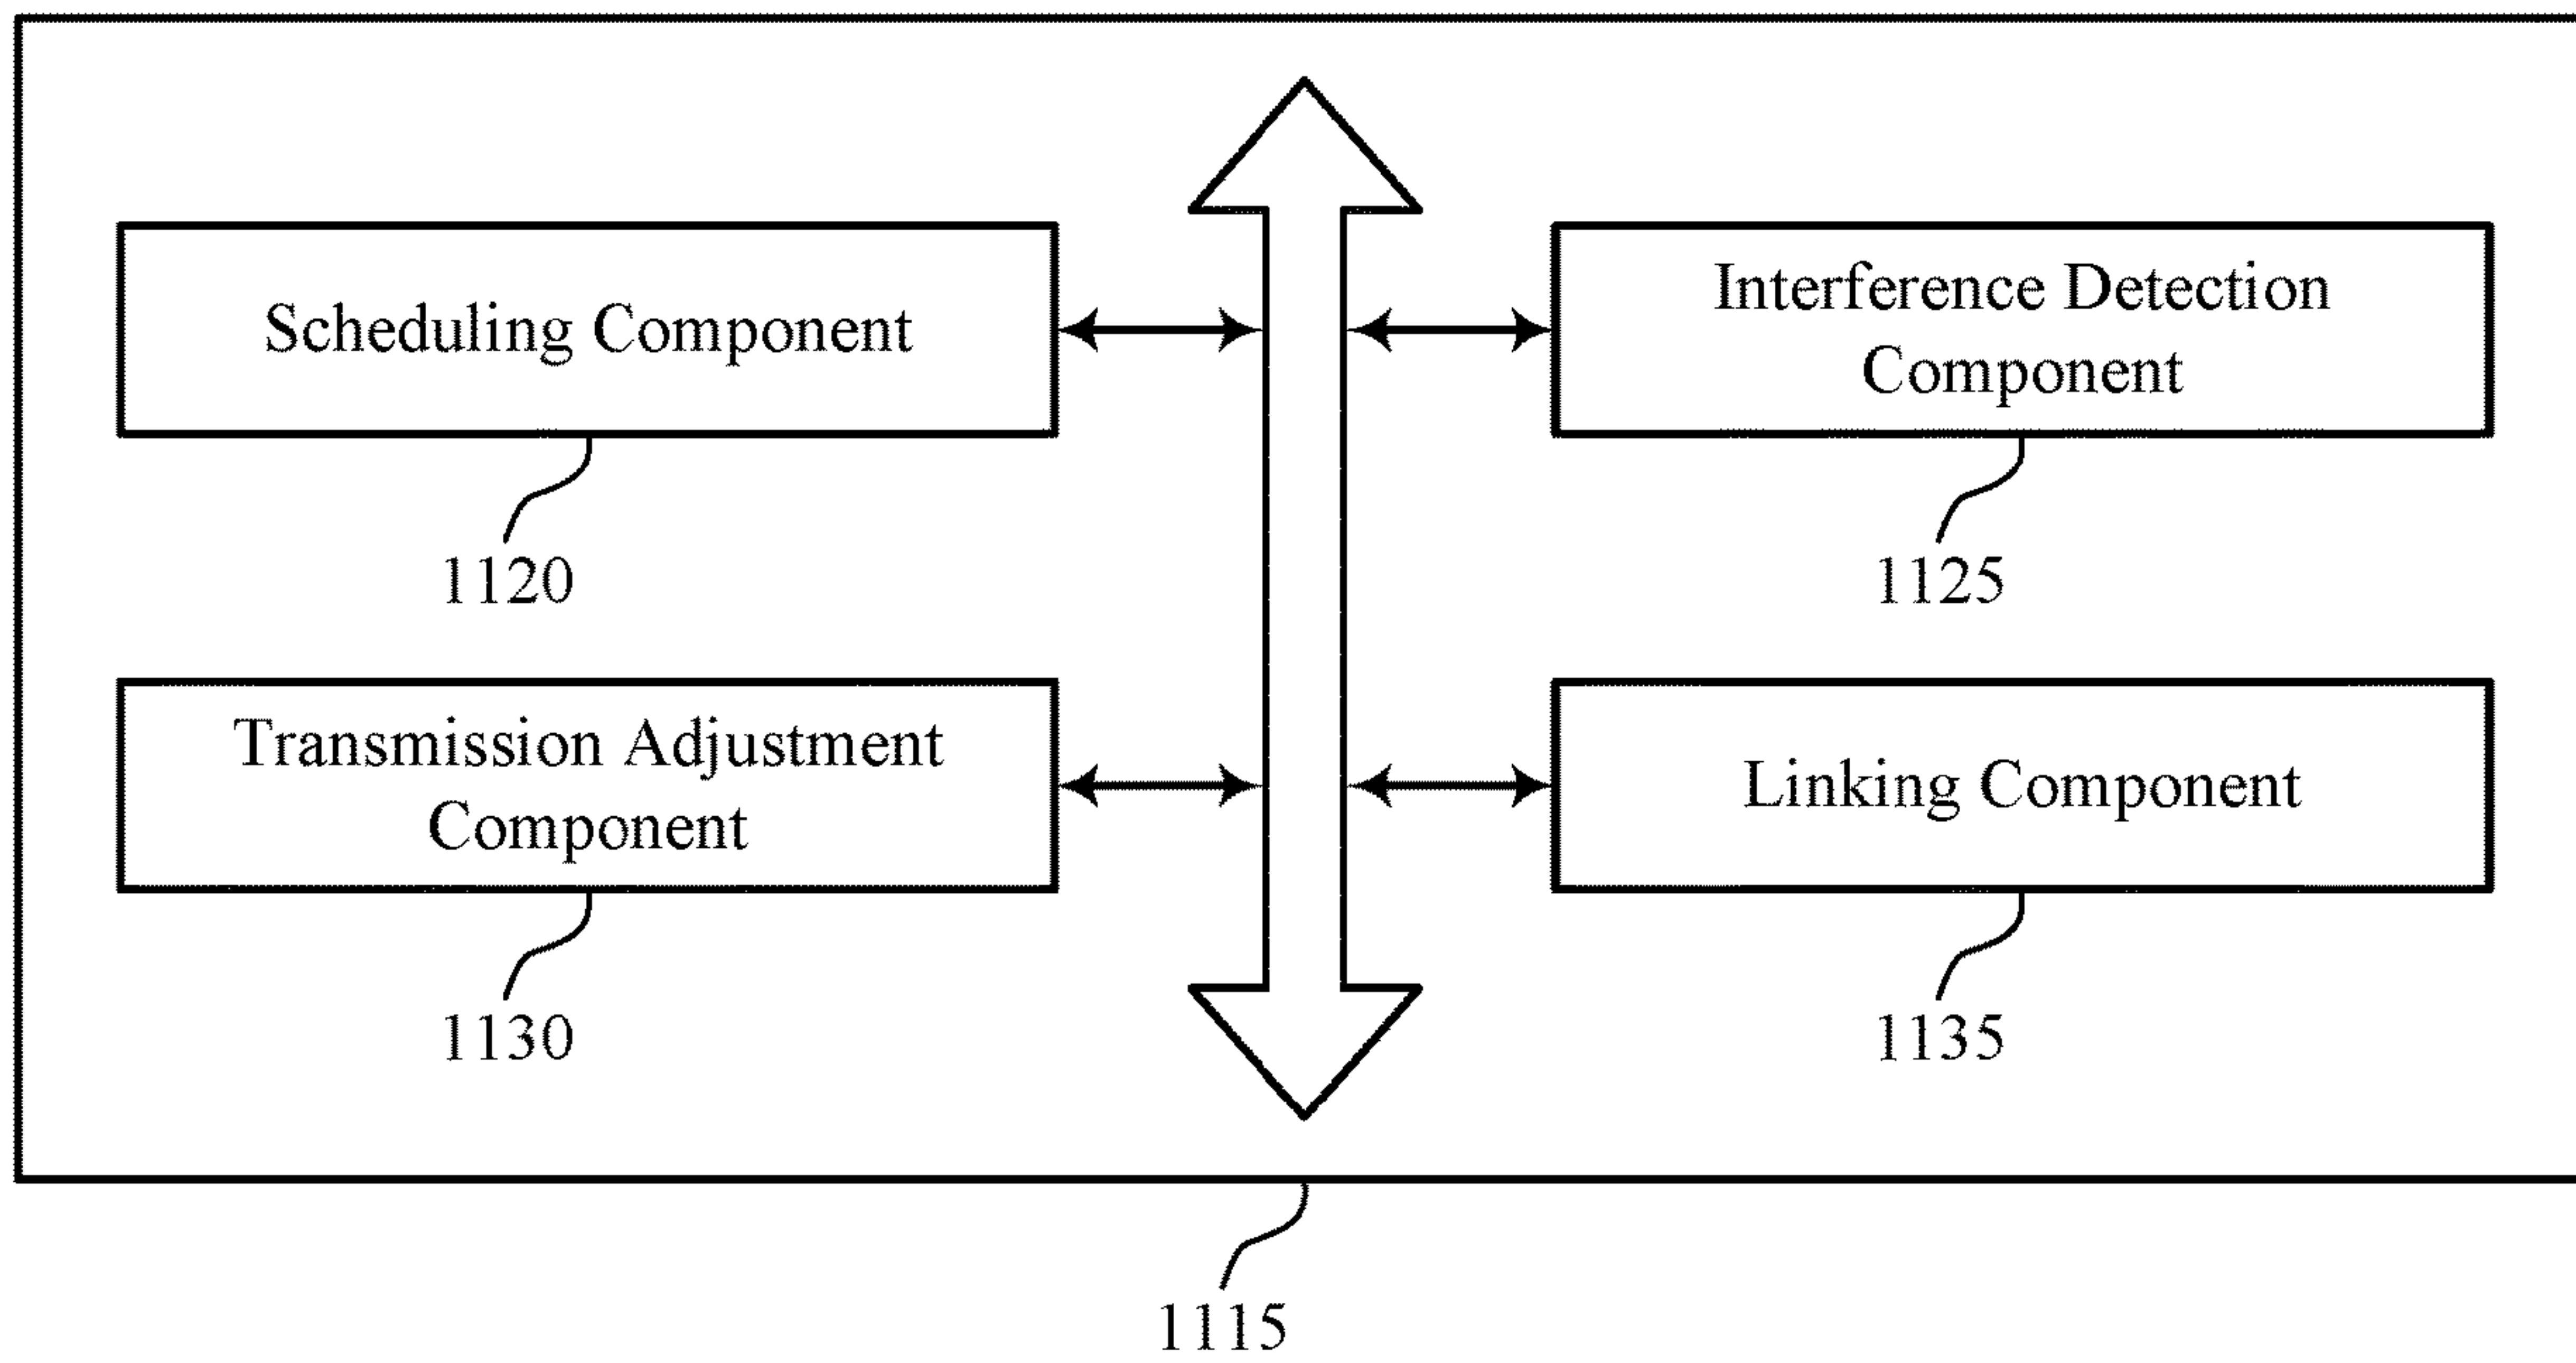 Scheduling Component
1120
Interference Detection
Component
1125
Transmission Adjustment
Component
1130
Linking Component
1135
1115